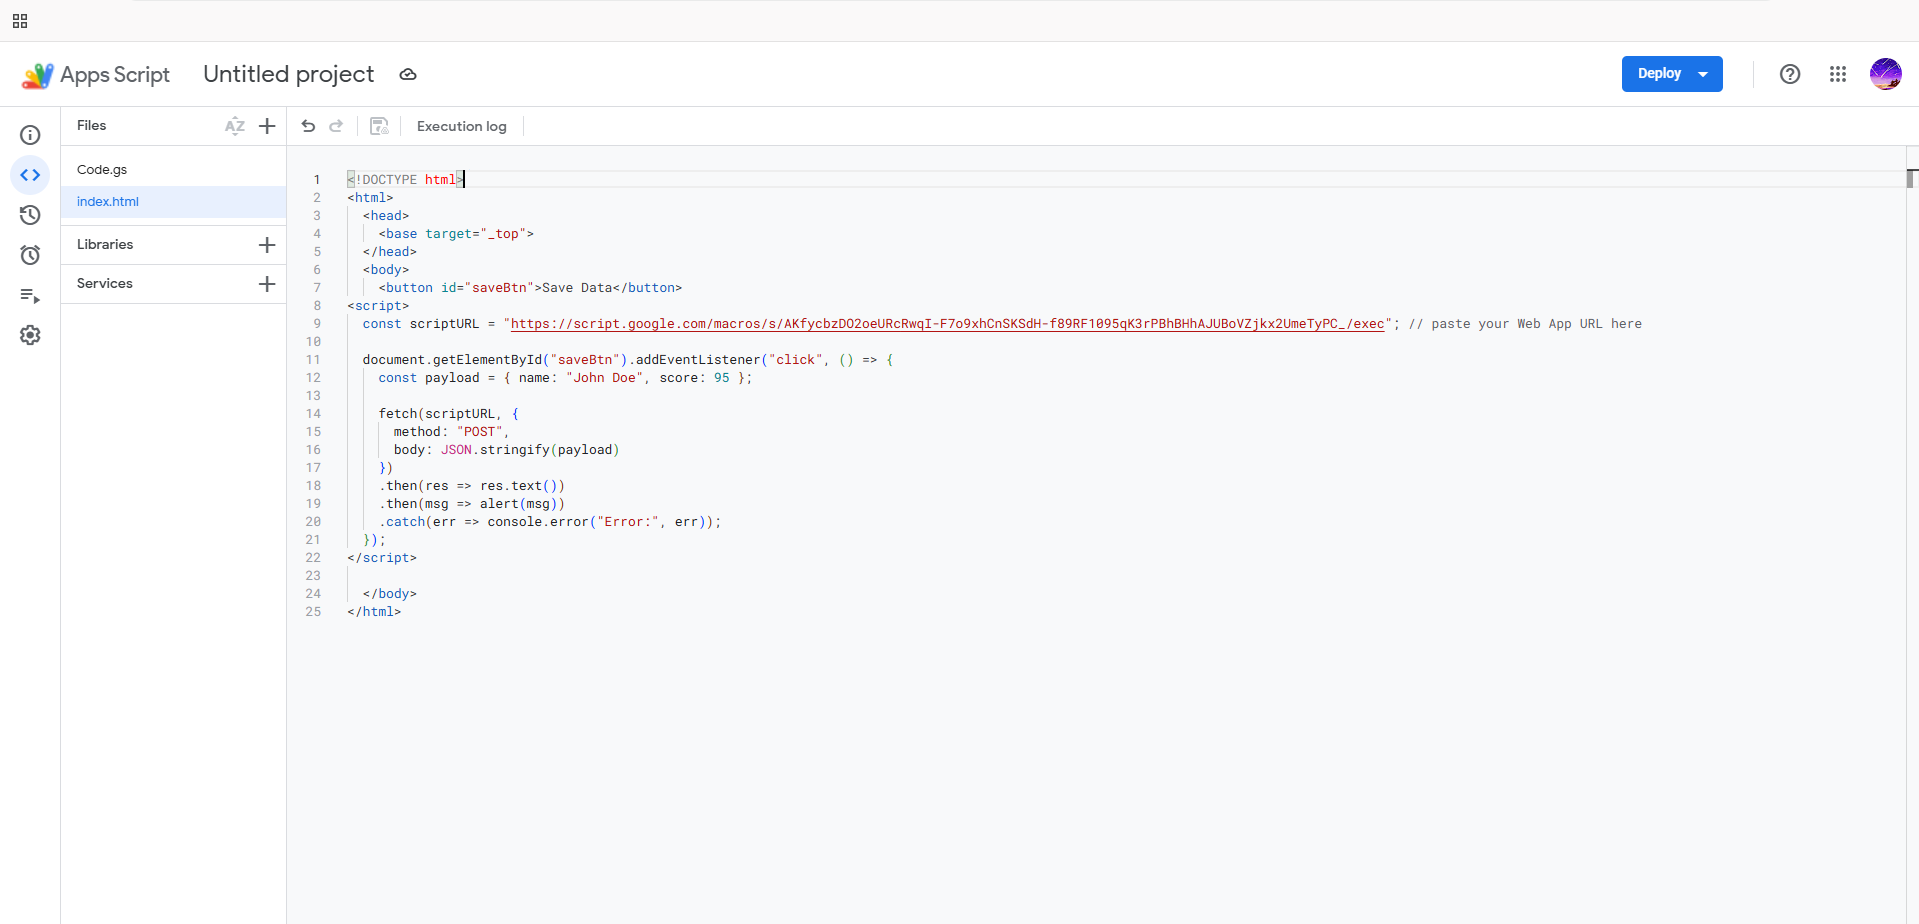 Apps Script
Untitled project
Deploy
Files
AZ
Execution log
Code.gs
index.html
Libraries
Services
1 <!DOCTYPE html>
2 <html>
3 <head>
4 <base target="_top">
5 </head>
6 <body>
7 <button id="saveBtn">Save Data</button>
8 <script>
9 const scriptURL = "https://script.google.com/macros/s/AKfycbzDO2oeURcRwqI-F7o9xhCnSKSdH-f89RF1095qK3rPBhBHhAJUBoVZjkx2UmeTyPC_/exec"; // paste your Web App URL here
10
11 document.getElementById("saveBtn").addEventListener("click", () => {
12 const payload = { name: "John Doe", score: 95 };
13
14 fetch(scriptURL, {
15 method: "POST",
16 body: JSON.stringify(payload)
17 })
18 .then(res => res.text())
19 .then(msg => alert(msg))
20 .catch(err => console.error("Error:", err));
21 });
22 </script>
23
24 </body>
25 </html>